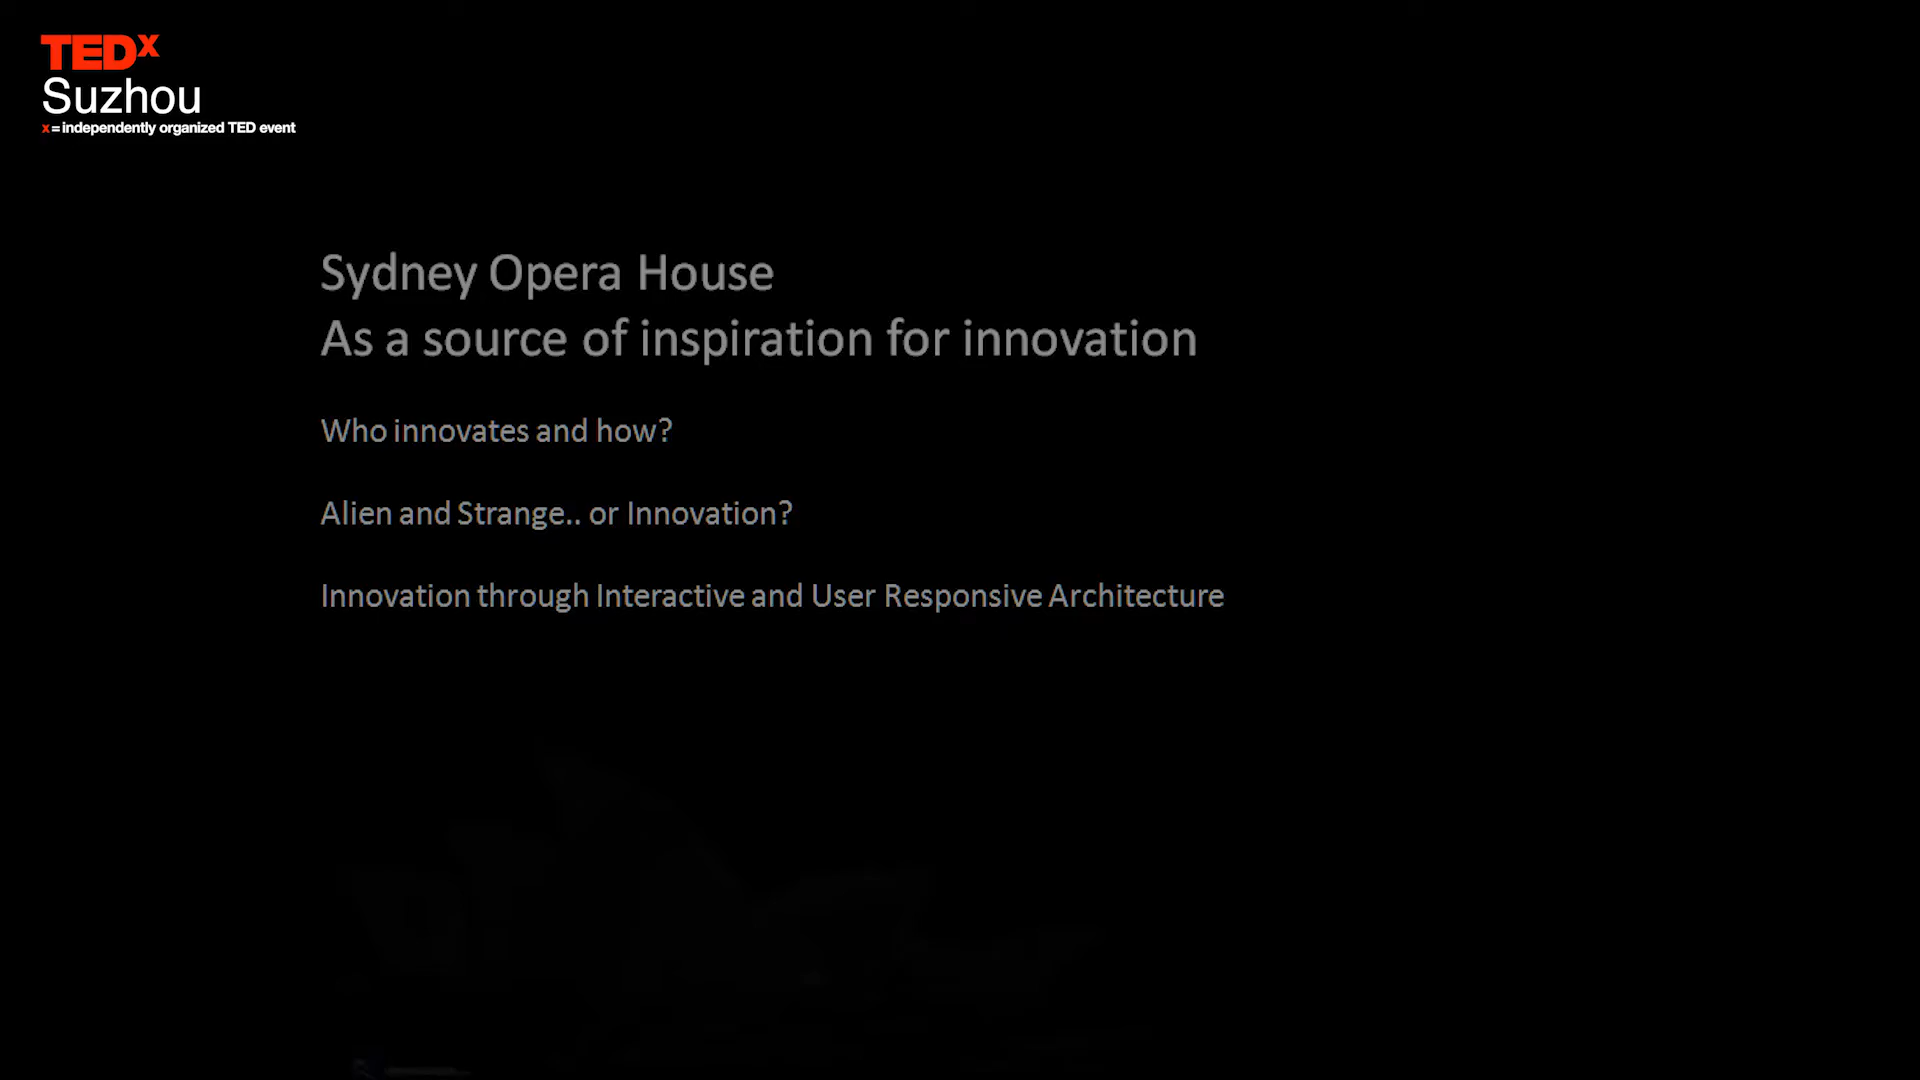 TEDx
Suzhou
x = independently organized TED event
Sydney Opera House
As a source of inspiration for innovation
Who innovates and how?
Alien and Strange.. or Innovation?
Innovation through Interactive and User Responsive Architecture